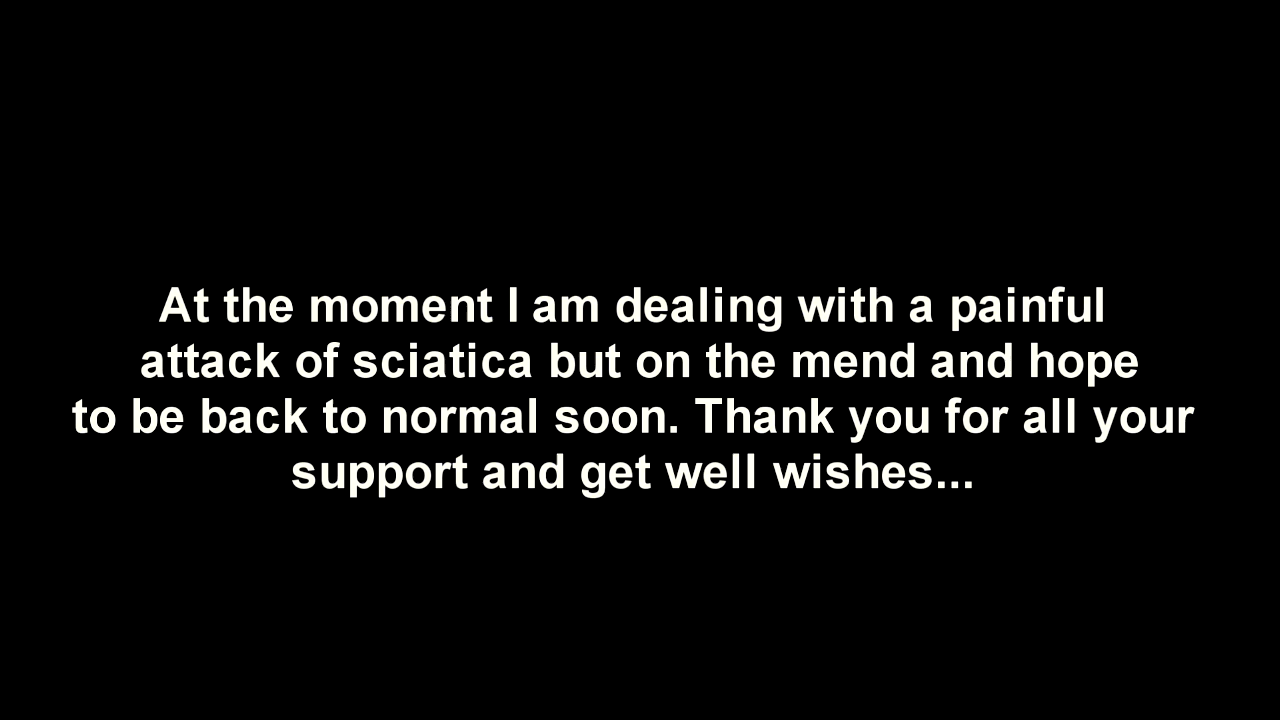 At the moment I am dealing with a painful
attack of sciatica but on the mend and hope
to be back to normal soon. Thank you for all your
support and get well wishes...